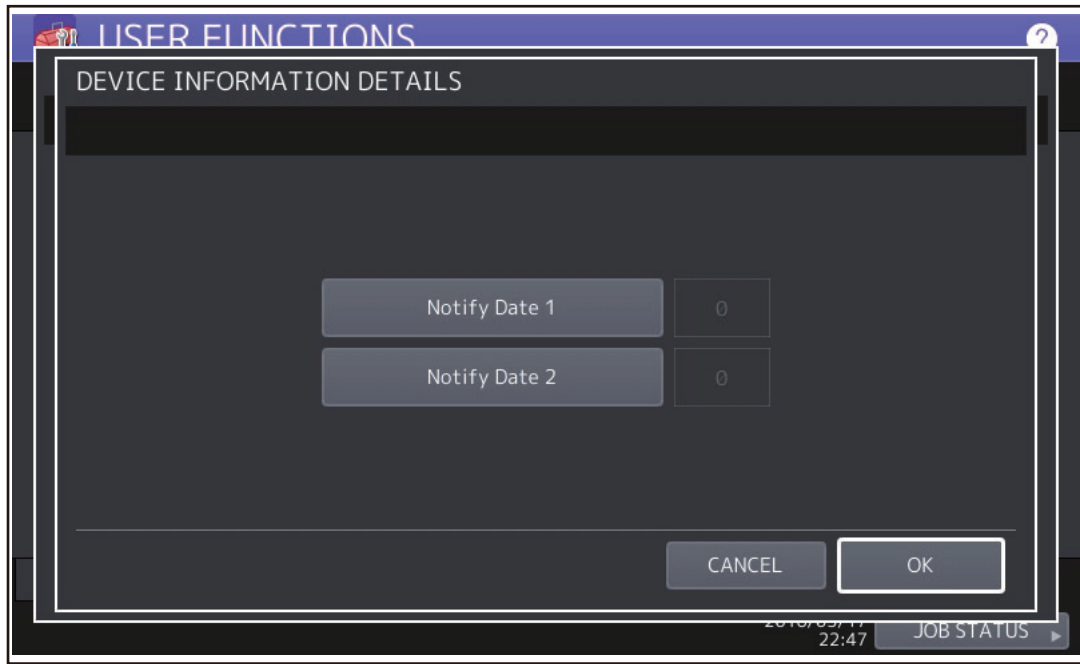 USER FUNCTIONS
?
DEVICE INFORMATION DETAILS
Notify Date 1
0
Notify Date 2
0
CANCEL
OK
22:47
JOB STATUS